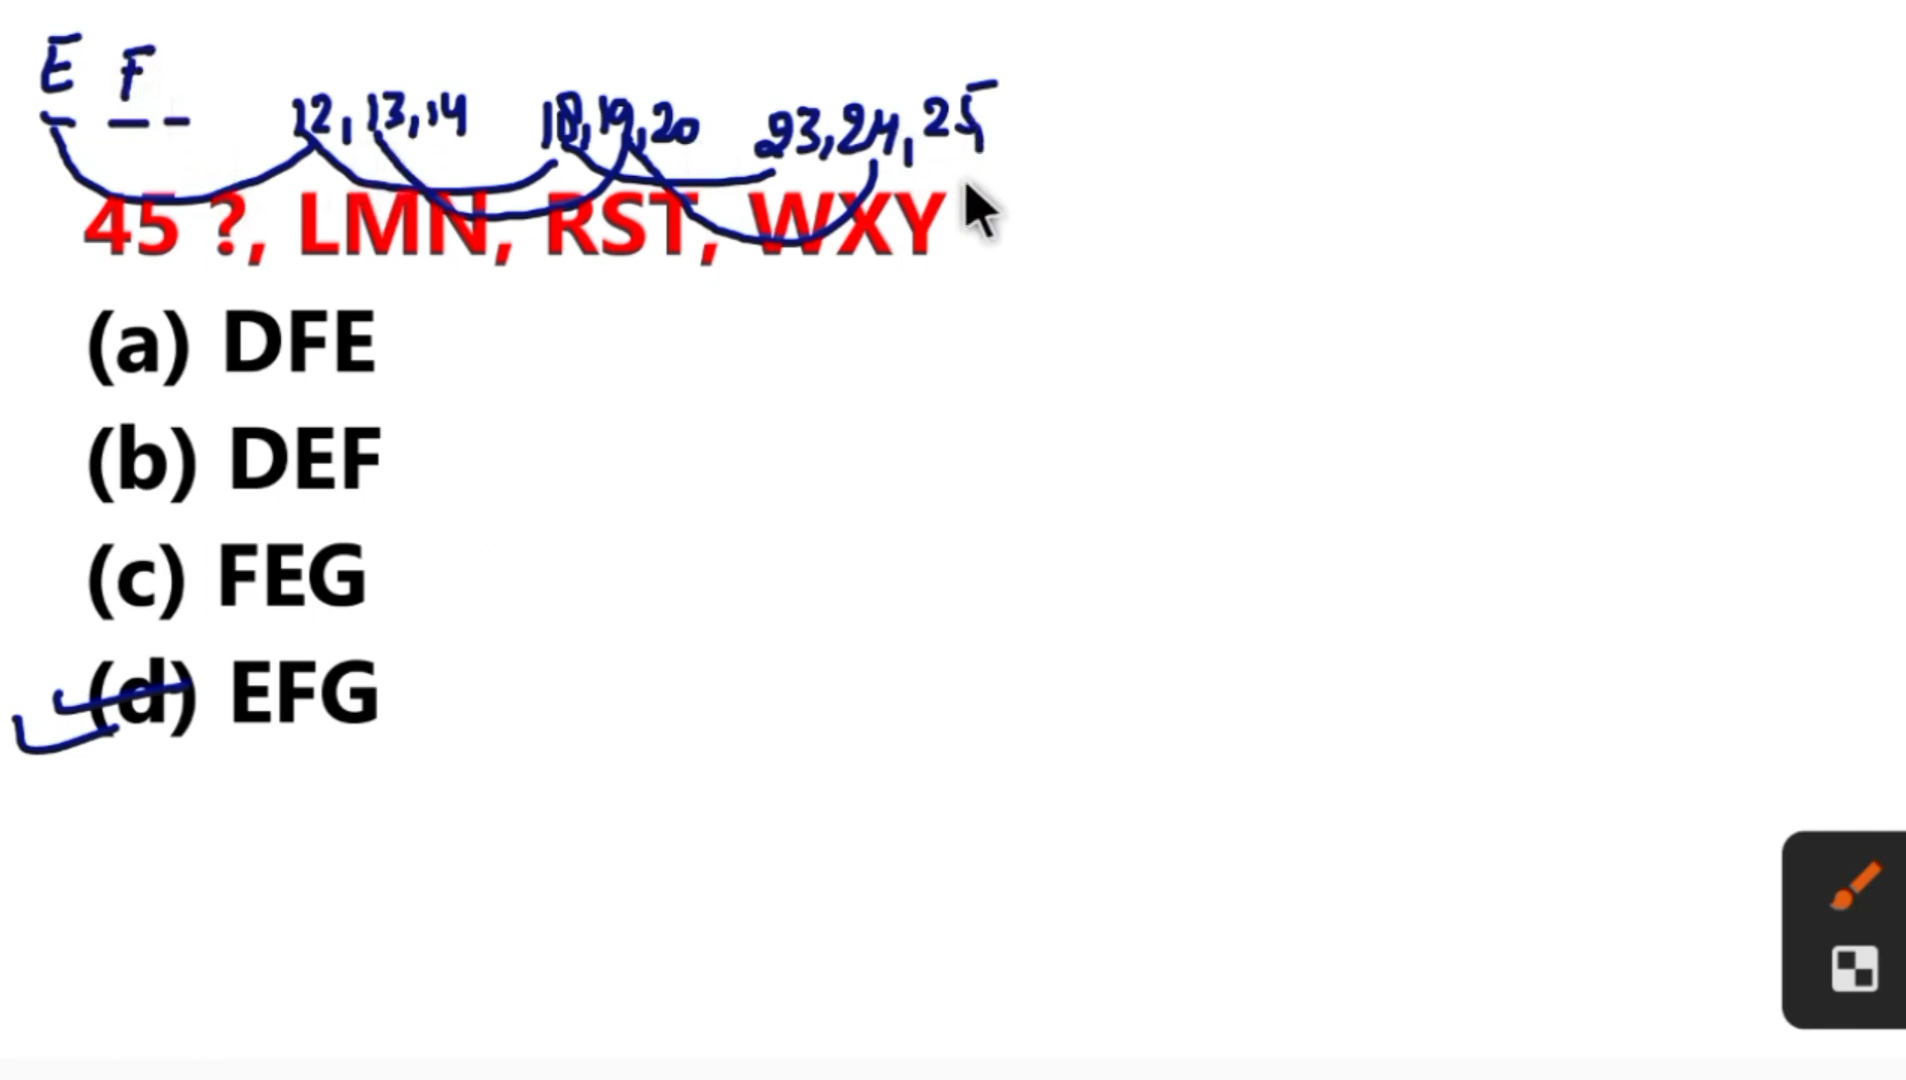 E F
12, 13, 14 18, 19, 20 23, 24, 25
45 ?, LMN, RST, WXY
(a) DFE
(b) DEF
(c) FEG
(d) EFG